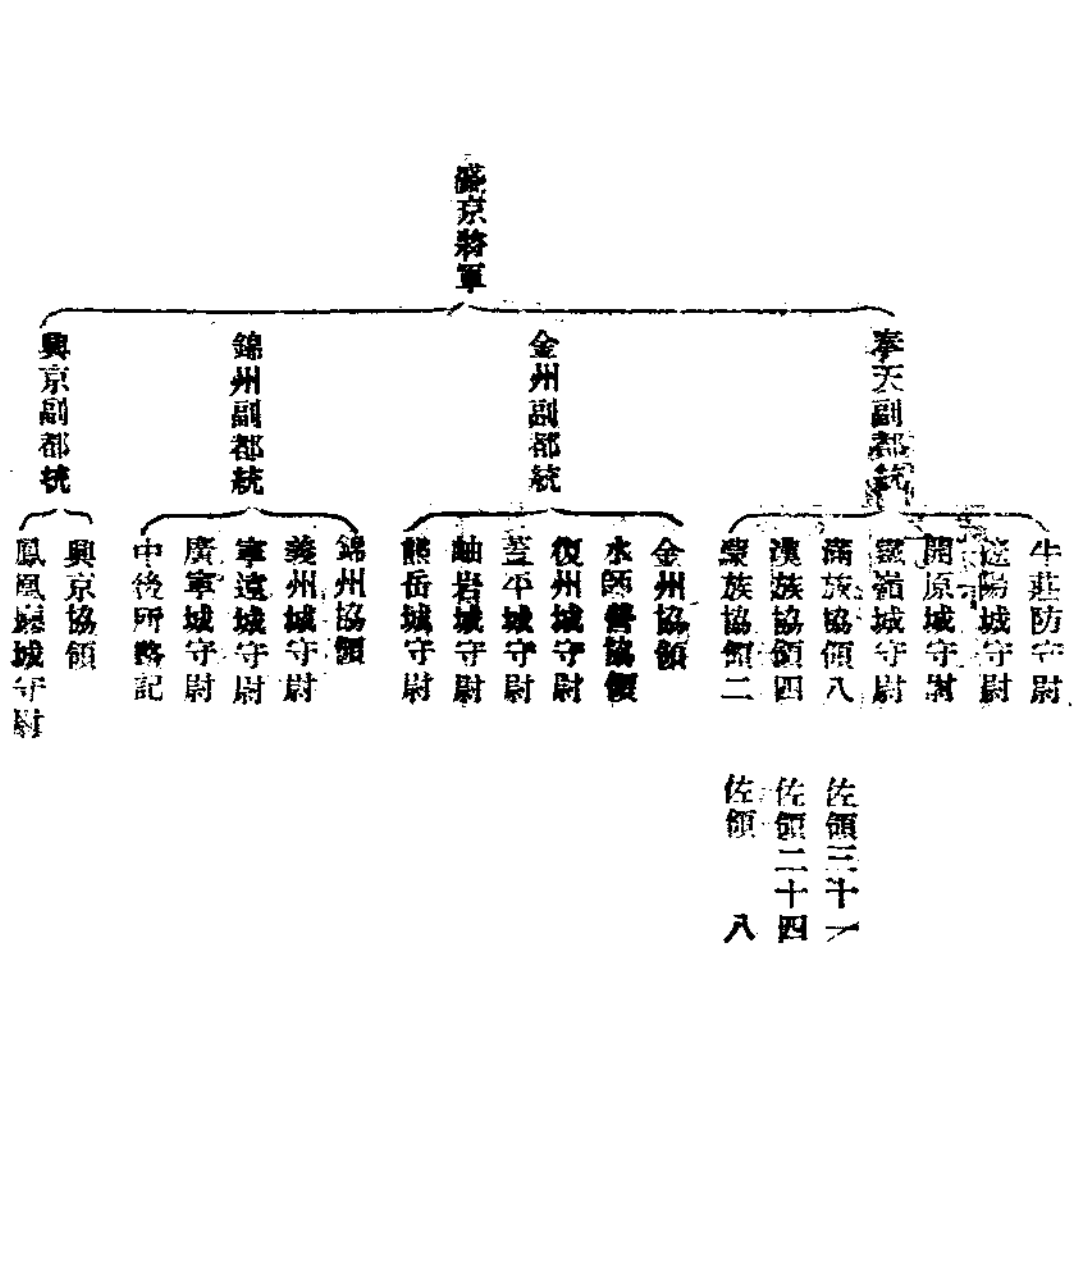 盛京將軍
奉天副都統
牛莊防守尉
遼陽城守尉
開原城守尉
鐵嶺城守尉
滿族協領八
佐領三十一
漢族協領四
佐領二十四
蒙族協領二
佐領 八
金州副都統
金州協領
水師營協領
復州城守尉
蓋平城守尉
岫岩城守尉
熊岳城守尉
錦州副都統
錦州協領
義州城守尉
寧遠城守尉
廣寧城守尉
中後所 記
興京副都統
興京協領
鳳凰廳城守尉